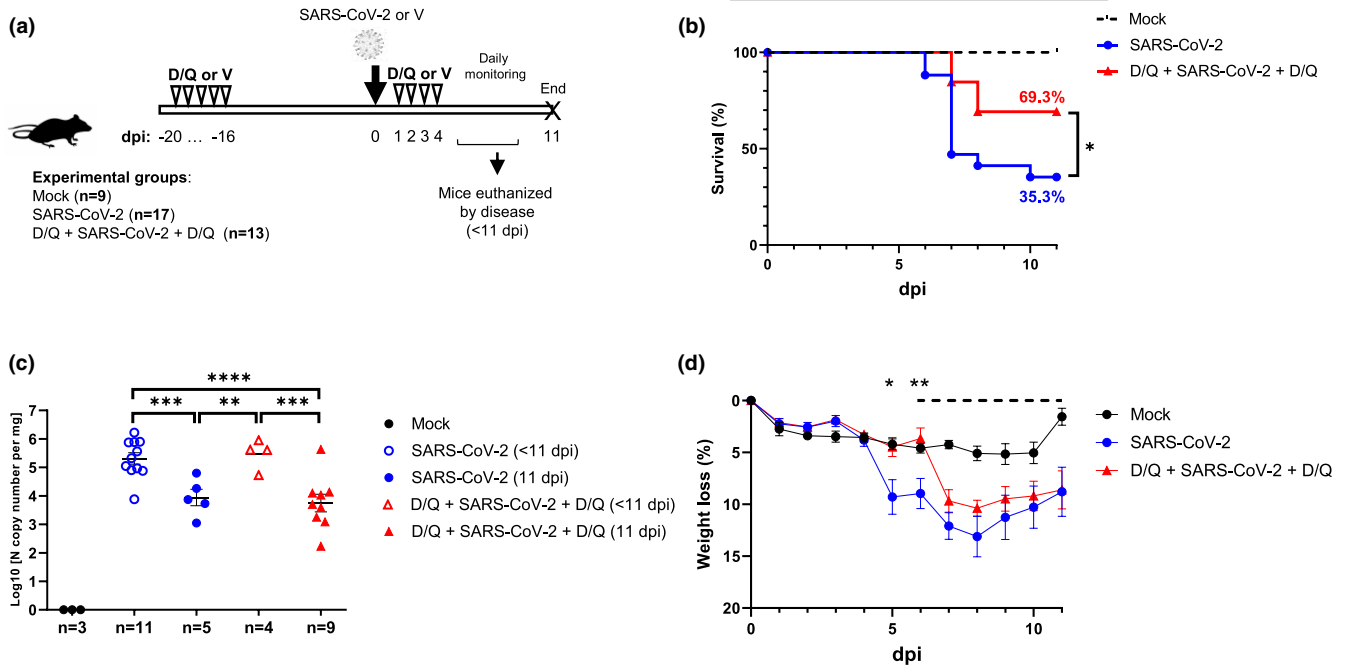 (a)
SARS-CoV-2 or V
D/Q or V
D/Q or V
Daily
monitoring
End
dpi: -20 ... -16 0 1 2 3 4 11
Experimental groups:
Mock (n=9)
SARS-CoV-2 (n=17)
D/Q + SARS-CoV-2 + D/Q (n=13)
Mice euthanized
by disease
(<11 dpi)
(b)
Mock
SARS-CoV-2
D/Q + SARS-CoV-2 + D/Q
Survival (%)
100
50
0
69.3%
*
35.3%
0 5 10
dpi
(c)
****
*** ** ***
Log10 [N copy number per mg]
7
6
5
4
3
2
1
0
n=3 n=11 n=5 n=4 n=9
Mock
SARS-CoV-2 (<11 dpi)
SARS-CoV-2 (11 dpi)
D/Q + SARS-CoV-2 + D/Q (<11 dpi)
D/Q + SARS-CoV-2 + D/Q (11 dpi)
(d)
* **
Weight loss (%)
0
5
10
15
20
0 5 10
dpi
Mock
SARS-CoV-2
D/Q + SARS-CoV-2 + D/Q